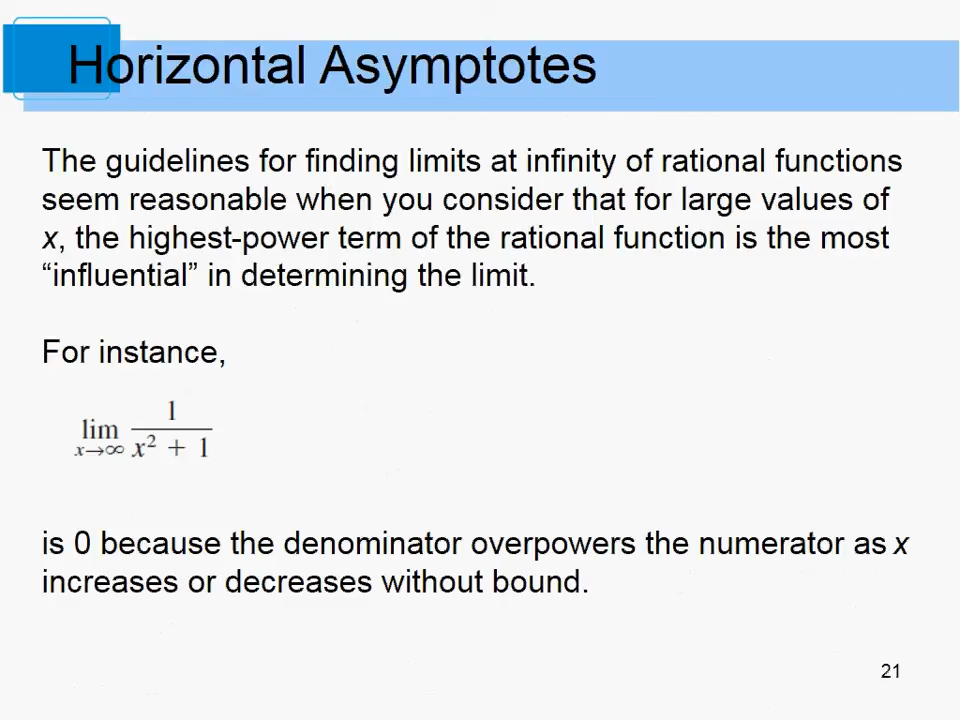 Horizontal Asymptotes
The guidelines for finding limits at infinity of rational functions
seem reasonable when you consider that for large values of
x, the highest-power term of the rational function is the most
“influential” in determining the limit.
For instance,
lim x→∞ 1/(x² + 1)
is 0 because the denominator overpowers the numerator as x
increases or decreases without bound.
21